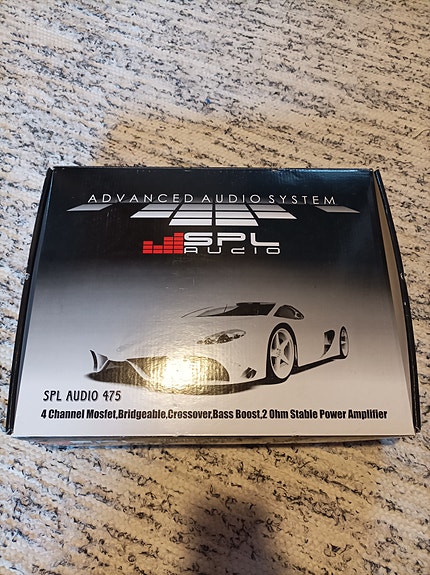 ADVANCED AUDIO SYSTEM
SPL
AUDIO
SPL AUDIO 475
4 Channel Mosfet,Bridgeable,Crossover,Bass Boost,2 Ohm Stable Power Amplifier